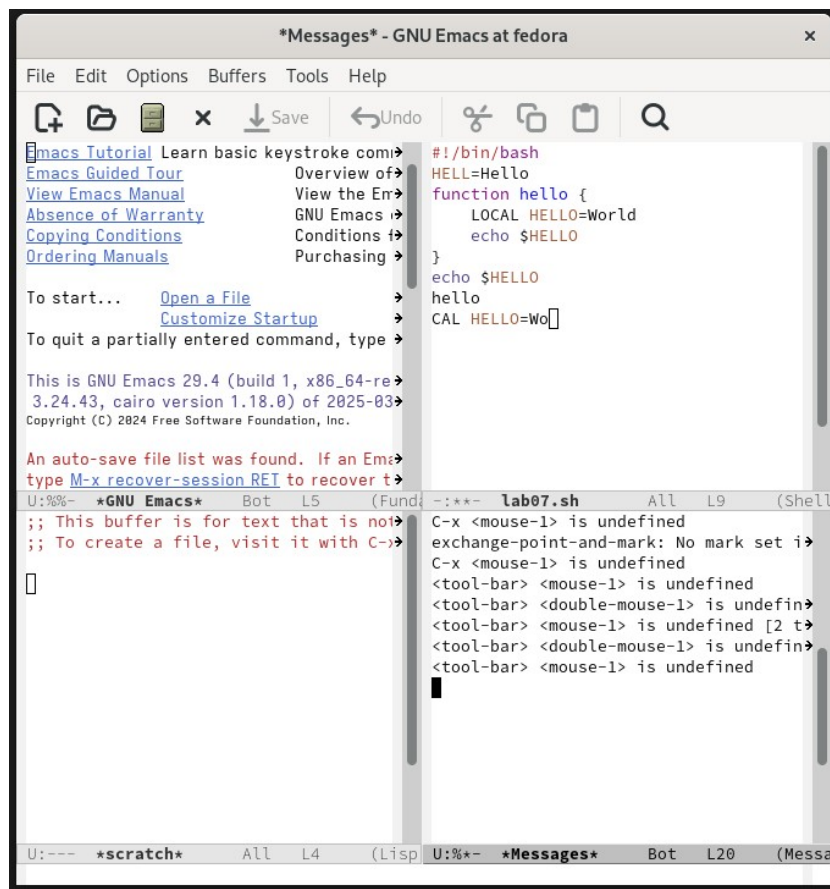 *Messages* - GNU Emacs at fedora
File Edit Options Buffers Tools Help
Save Undo
Emacs Tutorial Learn basic keystroke com
Emacs Guided Tour Overview of
View Emacs Manual View the Em
Absence of Warranty GNU Emacs
Copying Conditions Conditions f
Ordering Manuals Purchasing
To start... Open a File
Customize Startup
To quit a partially entered command, type
This is GNU Emacs 29.4 (build 1, x86_64-re
3.24.43, cairo version 1.18.0) of 2025-03
Copyright (C) 2024 Free Software Foundation, Inc.
An auto-save file list was found. If an Ema
type M-x recover-session RET to recover t
U:%%- *GNU Emacs* Bot L5 (Funda
#!/bin/bash
HELL=Hello
function hello {
LOCAL HELLO=World
echo $HELLO
}
echo $HELLO
hello
CAL HELLO=Wo
-:**- lab07.sh All L9 (Shell
;; This buffer is for text that is not
;; To create a file, visit it with C-x
U:--- *scratch* All L4 (Lisp
C-x <mouse-1> is undefined
exchange-point-and-mark: No mark set i
C-x <mouse-1> is undefined
<tool-bar> <mouse-1> is undefined
<tool-bar> <double-mouse-1> is undefin
<tool-bar> <mouse-1> is undefined [2 t
<tool-bar> <double-mouse-1> is undefin
<tool-bar> <mouse-1> is undefined
U:%*- *Messages* Bot L20 (Messa